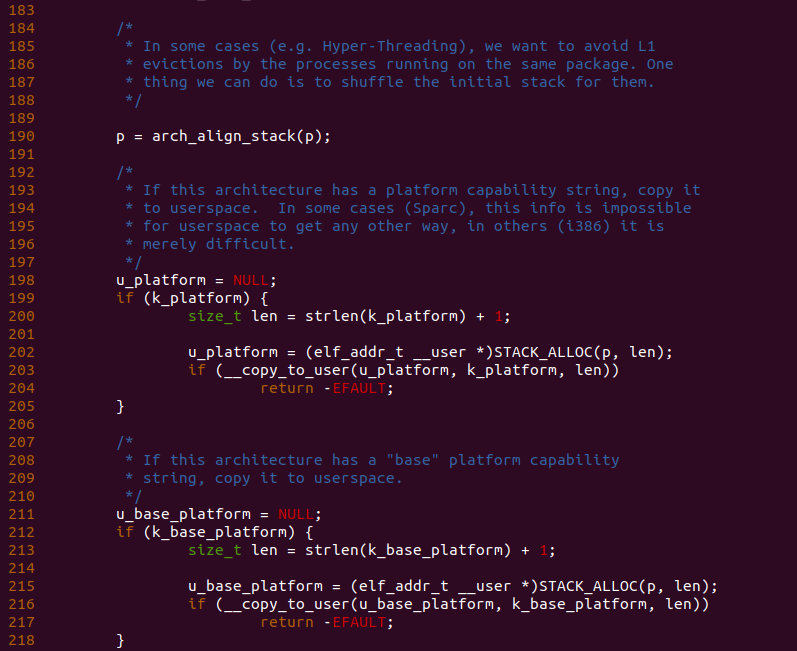 183
184         /*
185          * In some cases (e.g. Hyper-Threading), we want to avoid L1
186          * evictions by the processes running on the same package. One
187          * thing we can do is to shuffle the initial stack for them.
188          */
189
190         p = arch_align_stack(p);
191
192         /*
193          * If this architecture has a platform capability string, copy it
194          * to userspace.  In some cases (Sparc), this info is impossible
195          * for userspace to get any other way, in others (i386) it is
196          * merely difficult.
197          */
198         u_platform = NULL;
199         if (k_platform) {
200                 size_t len = strlen(k_platform) + 1;
201
202                 u_platform = (elf_addr_t __user *)STACK_ALLOC(p, len);
203                 if (__copy_to_user(u_platform, k_platform, len))
204                         return -EFAULT;
205         }
206
207         /*
208          * If this architecture has a "base" platform capability
209          * string, copy it to userspace.
210          */
211         u_base_platform = NULL;
212         if (k_base_platform) {
213                 size_t len = strlen(k_base_platform) + 1;
214
215                 u_base_platform = (elf_addr_t __user *)STACK_ALLOC(p, len);
216                 if (__copy_to_user(u_base_platform, k_base_platform, len))
217                         return -EFAULT;
218         }